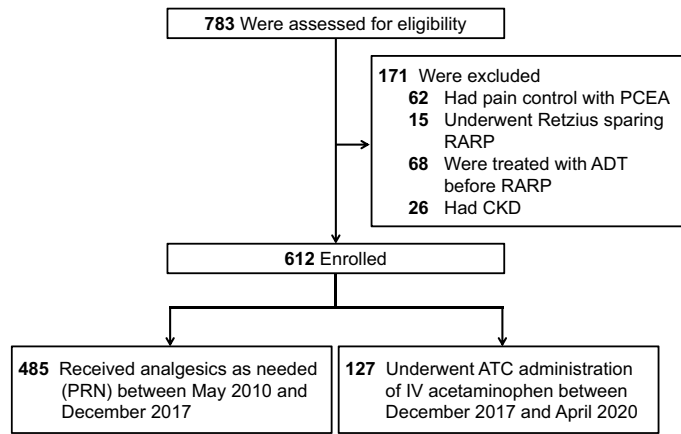 783 Were assessed for eligibility
171 Were excluded
62 Had pain control with PCEA
15 Underwent Retzius sparing
RARP
68 Were treated with ADT
before RARP
26 Had CKD
612 Enrolled
485 Received analgesics as needed
(PRN) between May 2010 and
December 2017
127 Underwent ATC administration
of IV acetaminophen between
December 2017 and April 2020